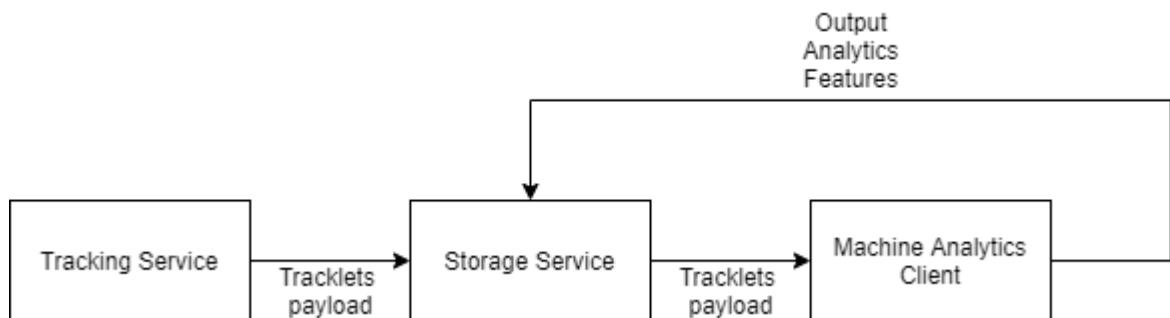 Output
Analytics
Features
Tracking Service
Tracklets
payload
Storage Service
Tracklets
payload
Machine Analytics
Client